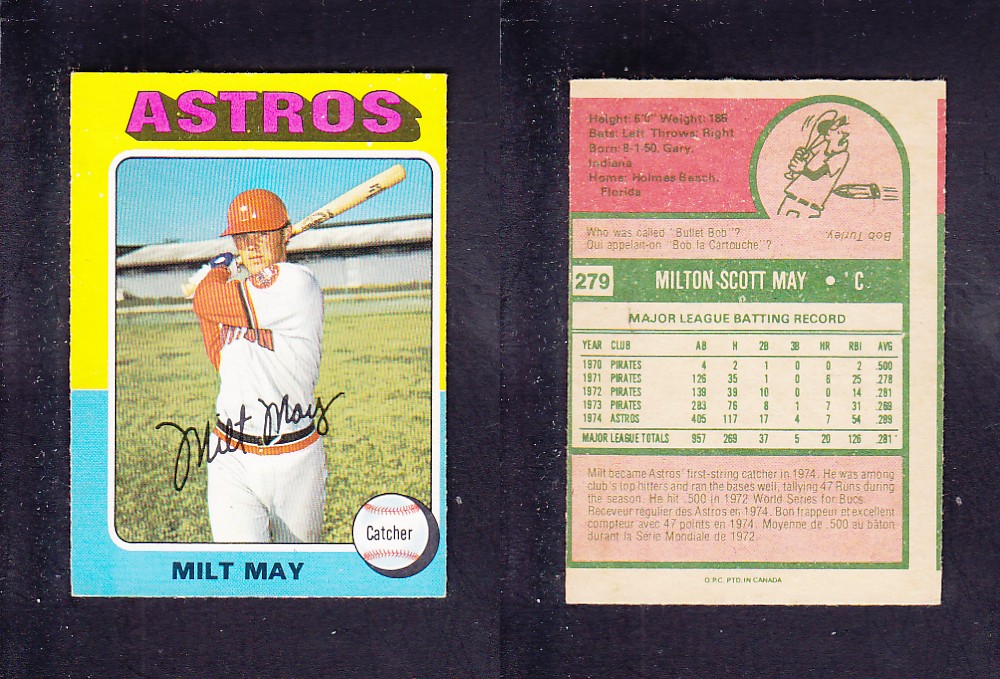 ASTROS
Milt May
Catcher
MILT MAY
Height: 6'0" Weight: 185
Bats: Left Throws: Right
Born: 8-1-50, Gary,
Indiana
Home: Holmes Beach,
Florida
Who was called "Bullet Bob"?
Qui appelait-on "Bob la Cartouche"?
Bob Turley
279 MILTON SCOTT MAY • C
MAJOR LEAGUE BATTING RECORD
YEAR CLUB AB H 2B 3B HR RBI AVG
1970 PIRATES 4 2 1 0 0 2 .500
1971 PIRATES 126 35 1 0 6 25 .278
1972 PIRATES 139 39 10 0 0 14 .281
1973 PIRATES 283 76 8 1 7 31 .269
1974 ASTROS 405 117 17 4 7 54 .289
MAJOR LEAGUE TOTALS 957 269 37 5 20 126 .281
Milt became Astros' first-string catcher in 1974. He was among
club's top hitters and ran the bases well, tallying 47 Runs during
the season. He hit .500 in 1972 World Series for Bucs.
Receveur régulier des Astros en 1974. Bon frappeur et excellent
compteur avec 47 points en 1974. Moyenne de .500 au bâton
durant la Série Mondiale de 1972.
O.P.C. PTD. IN CANADA